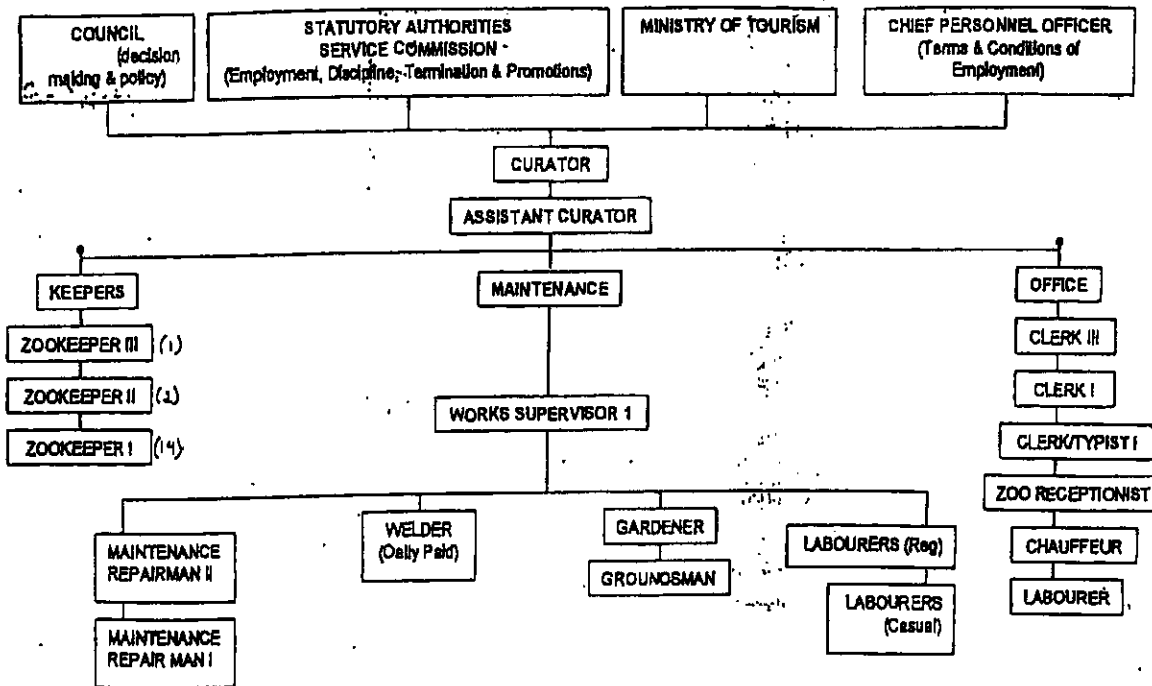 COUNCIL
(decision
making & policy)
STATUTORY AUTHORITIES
SERVICE COMMISSION -
(Employment, Discipline, Termination & Promotions)
MINISTRY OF TOURISM
CHIEF PERSONNEL OFFICER
(Terms & Conditions of
Employment)
CURATOR
ASSISTANT CURATOR
KEEPERS
ZOOKEEPER III (1)
ZOOKEEPER II (2)
ZOOKEEPER I (14)
MAINTENANCE
WORKS SUPERVISOR 1
MAINTENANCE
REPAIRMAN II
MAINTENANCE
REPAIR MAN I
WELDER
(Daily Paid)
GARDENER
GROUNDSMAN
LABOURERS (Reg)
LABOURERS
(Casual)
OFFICE
CLERK III
CLERK I
CLERK/TYPIST I
ZOO RECEPTIONIST
CHAUFFEUR
LABOURER